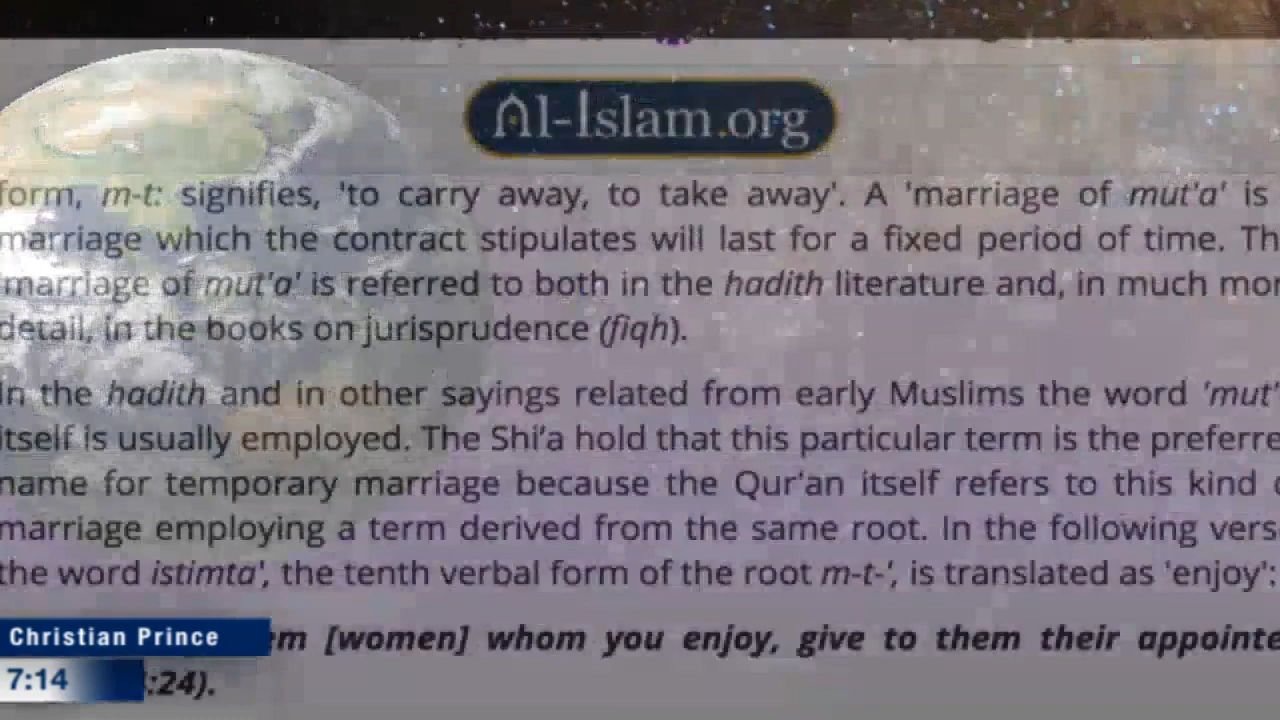 Al-Islam.org
form, m-t: signifies, 'to carry away, to take away'. A 'marriage of mut'a' is
marriage which the contract stipulates will last for a fixed period of time. Th
marriage of mut'a' is referred to both in the hadith literature and, in much mor
detail, in the books on jurisprudence (fiqh).
In the hadith and in other sayings related from early Muslims the word 'mut'
itself is usually employed. The Shi'a hold that this particular term is the preferre
name for temporary marriage because the Qur'an itself refers to this kind o
marriage employing a term derived from the same root. In the following vers
the word istimta', the tenth verbal form of the root m-t-', is translated as 'enjoy':
em [women] whom you enjoy, give to them their appointe
:24).
Christian Prince
7:14